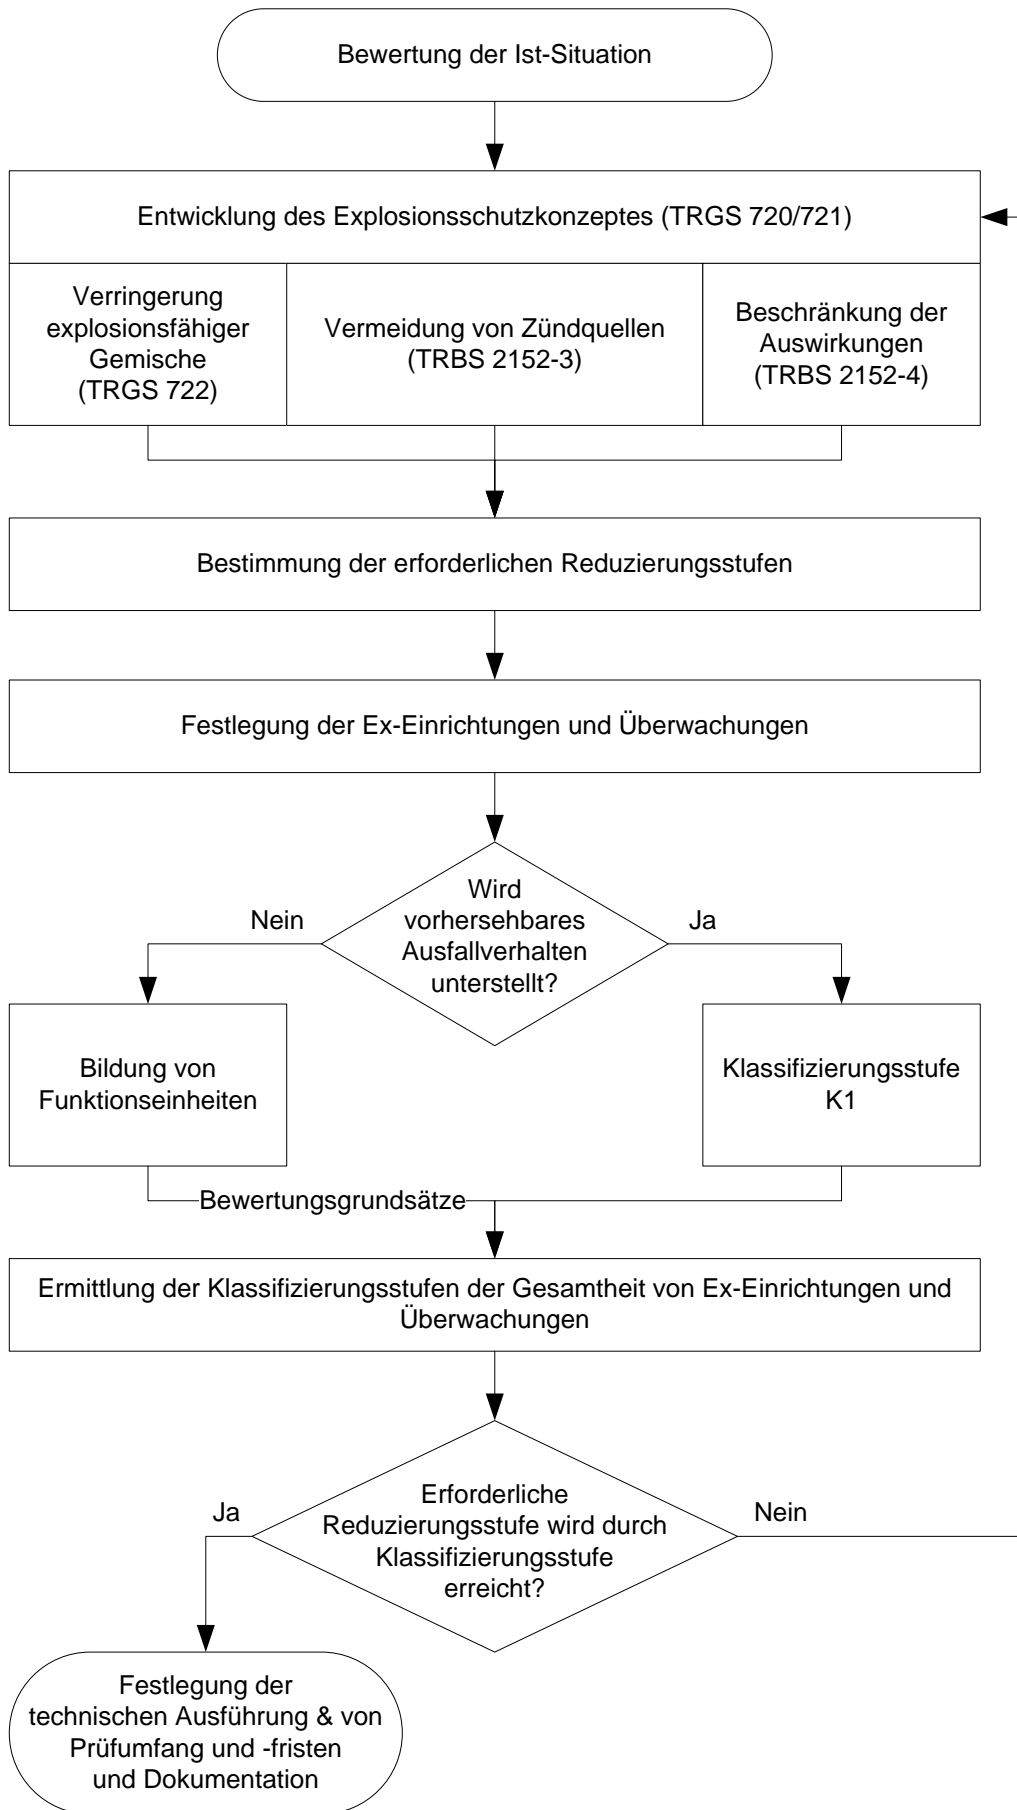 Bewertung der Ist-Situation
Entwicklung des Explosionsschutzkonzeptes (TRGS 720/721)
Verringerung
explosionsfähiger
Gemische
(TRGS 722)
Vermeidung von Zündquellen
(TRBS 2152-3)
Beschränkung der
Auswirkungen
(TRBS 2152-4)
Bestimmung der erforderlichen Reduzierungsstufen
Festlegung der Ex-Einrichtungen und Überwachungen
Wird
vorhersehbares
Ausfallverhalten
unterstellt?
Nein
Ja
Bildung von
Funktionseinheiten
Klassifizierungsstufe
K1
Bewertungsgrundsätze
Ermittlung der Klassifizierungsstufen der Gesamtheit von Ex-Einrichtungen und
Überwachungen
Erforderliche
Reduzierungsstufe wird durch
Klassifizierungsstufe
erreicht?
Ja
Nein
Festlegung der
technischen Ausführung & von
Prüfumfang und -fristen
und Dokumentation